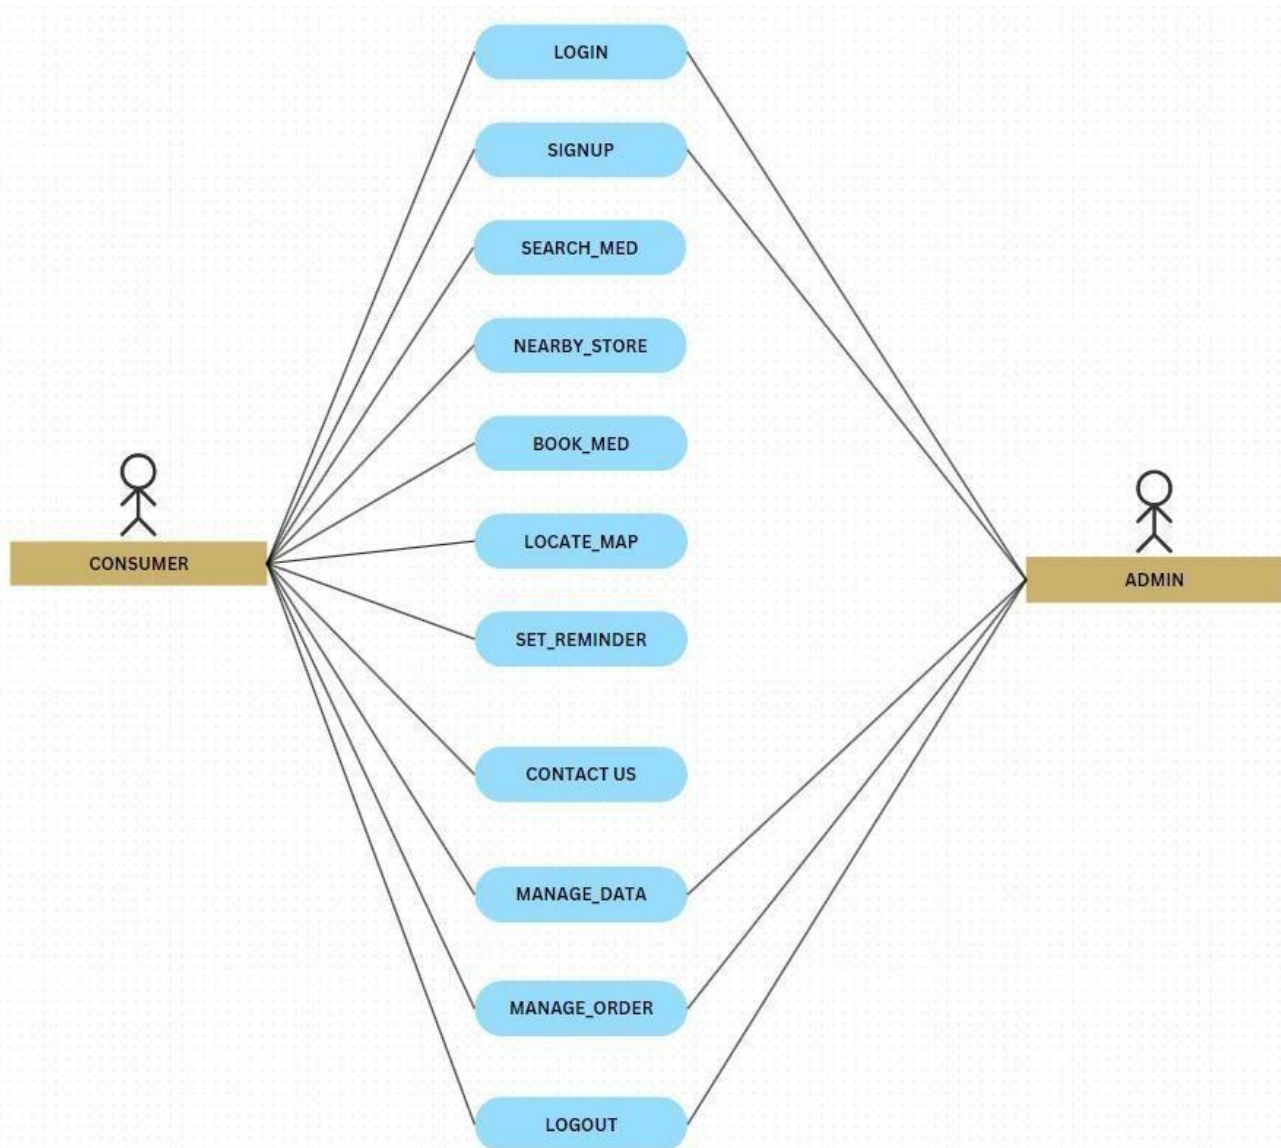 LOGIN
SIGNUP
SEARCH_MED
NEARBY_STORE
BOOK_MED
LOCATE_MAP
CONSUMER
ADMIN
SET_REMINDER
CONTACT US
MANAGE_DATA
MANAGE_ORDER
LOGOUT